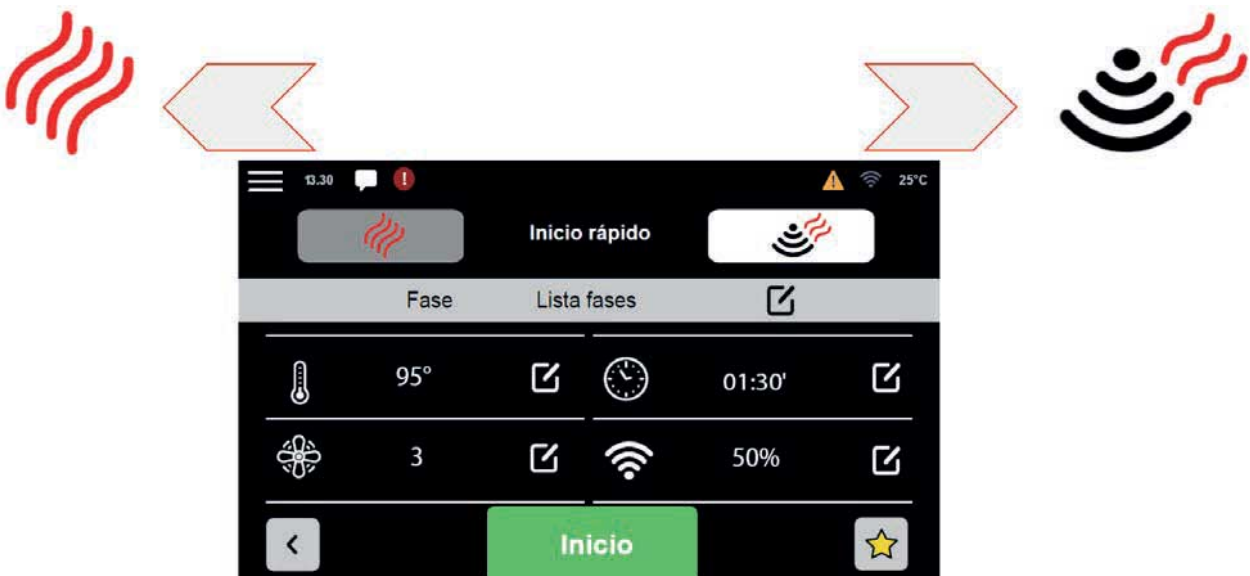 13.30 25°C
Inicio rápido
Fase Lista fases
95° 01:30'
3 50%
Inicio